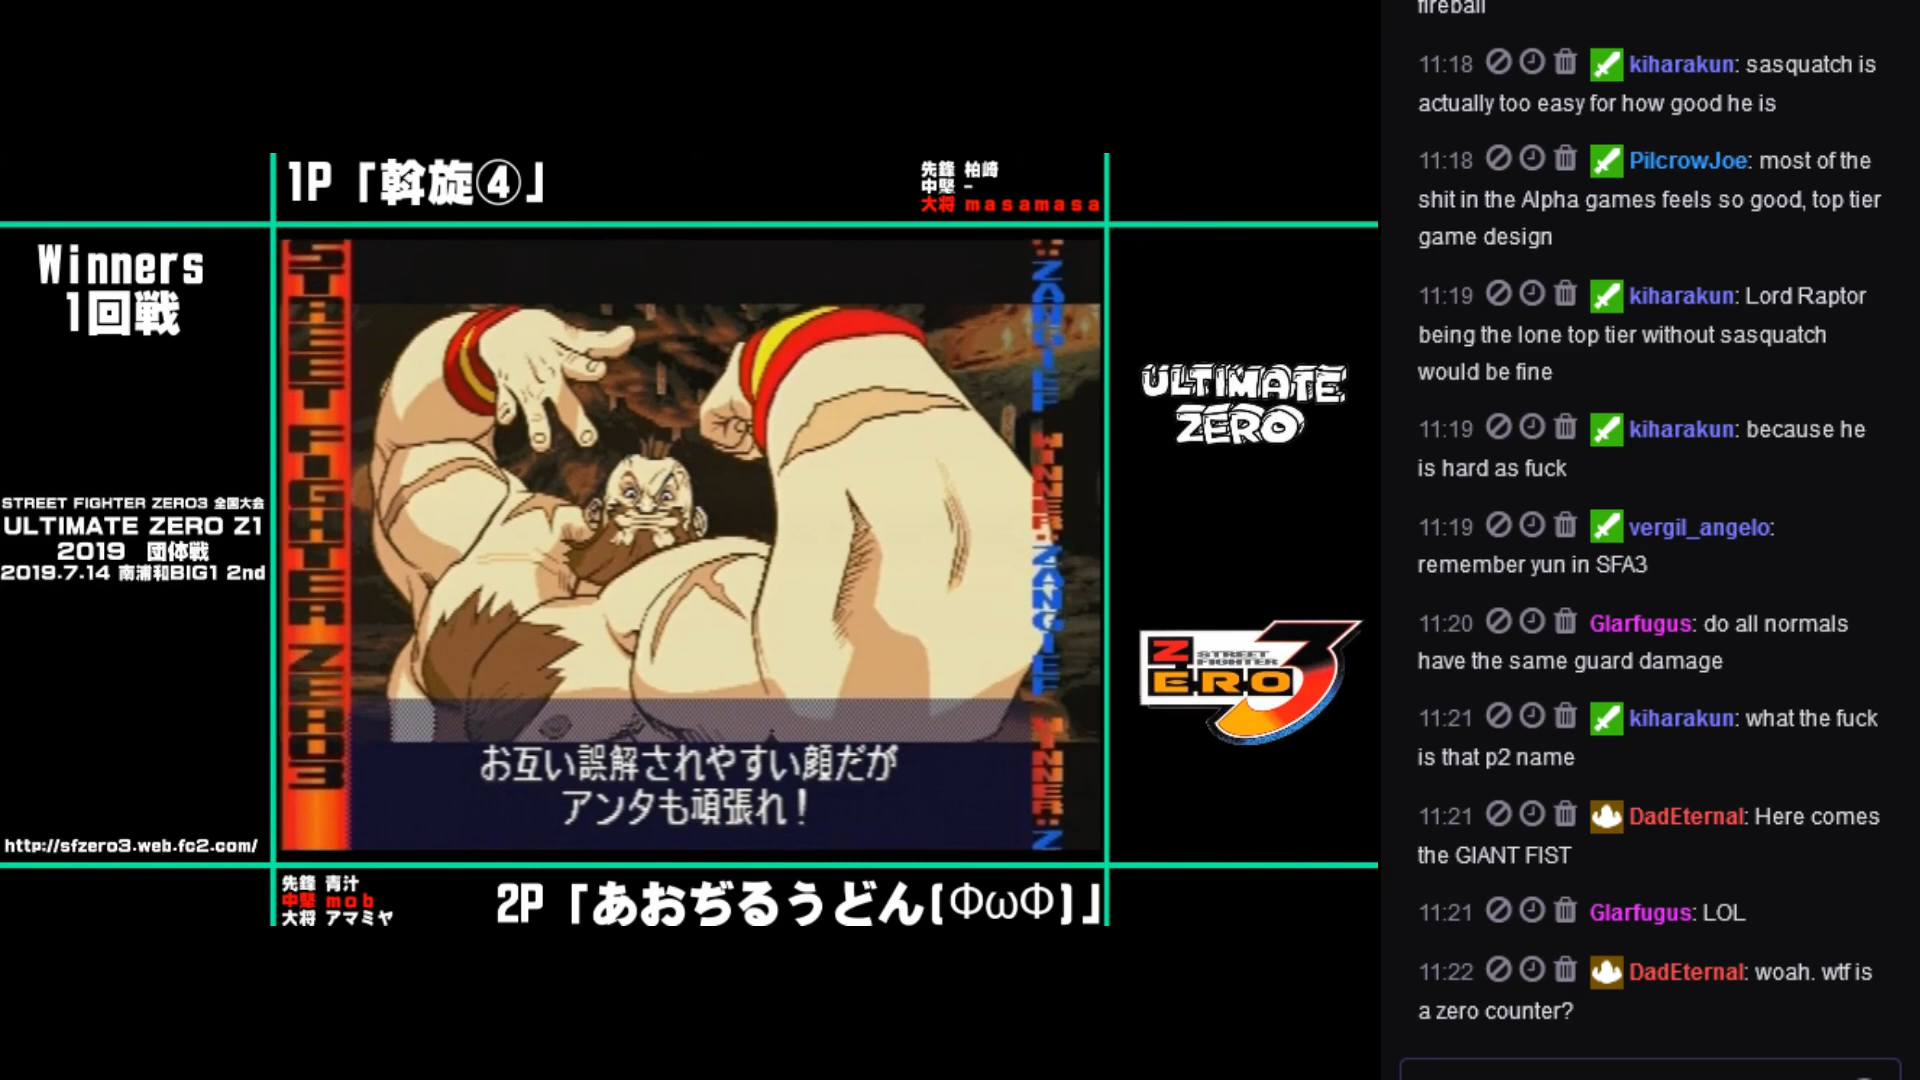 1P「斡旋④」
先鋒 柏崎
中堅 -
大将 masamasa
Winners
1回戦
STREET FIGHTER ZERO3
ZANGIEF WINNER::ZANGIEF WINNER::Z
ULTIMATE
ZERO
STREET FIGHTER ZERO3 全国大会
ULTIMATE ZERO Z1
2019 団体戦
2019.7.14 南浦和BIG1 2nd
STREET
FIGHTER
ZERO 3
お互い誤解されやすい顔だが
アンタも頑張れ!
http://sfzero3.web.fc2.com/
先鋒 青汁
中堅 mob
大将 アマミヤ
2P「あおぢるうどん(ΦωΦ)」
fireball
11:18 kiharakun: sasquatch is
actually too easy for how good he is
11:18 PilcrowJoe: most of the
shit in the Alpha games feels so good, top tier
game design
11:19 kiharakun: Lord Raptor
being the lone top tier without sasquatch
would be fine
11:19 kiharakun: because he
is hard as fuck
11:19 vergil_angelo:
remember yun in SFA3
11:20 Glarfugus: do all normals
have the same guard damage
11:21 kiharakun: what the fuck
is that p2 name
11:21 DadEternal: Here comes
the GIANT FIST
11:21 Glarfugus: LOL
11:22 DadEternal: woah. wtf is
a zero counter?